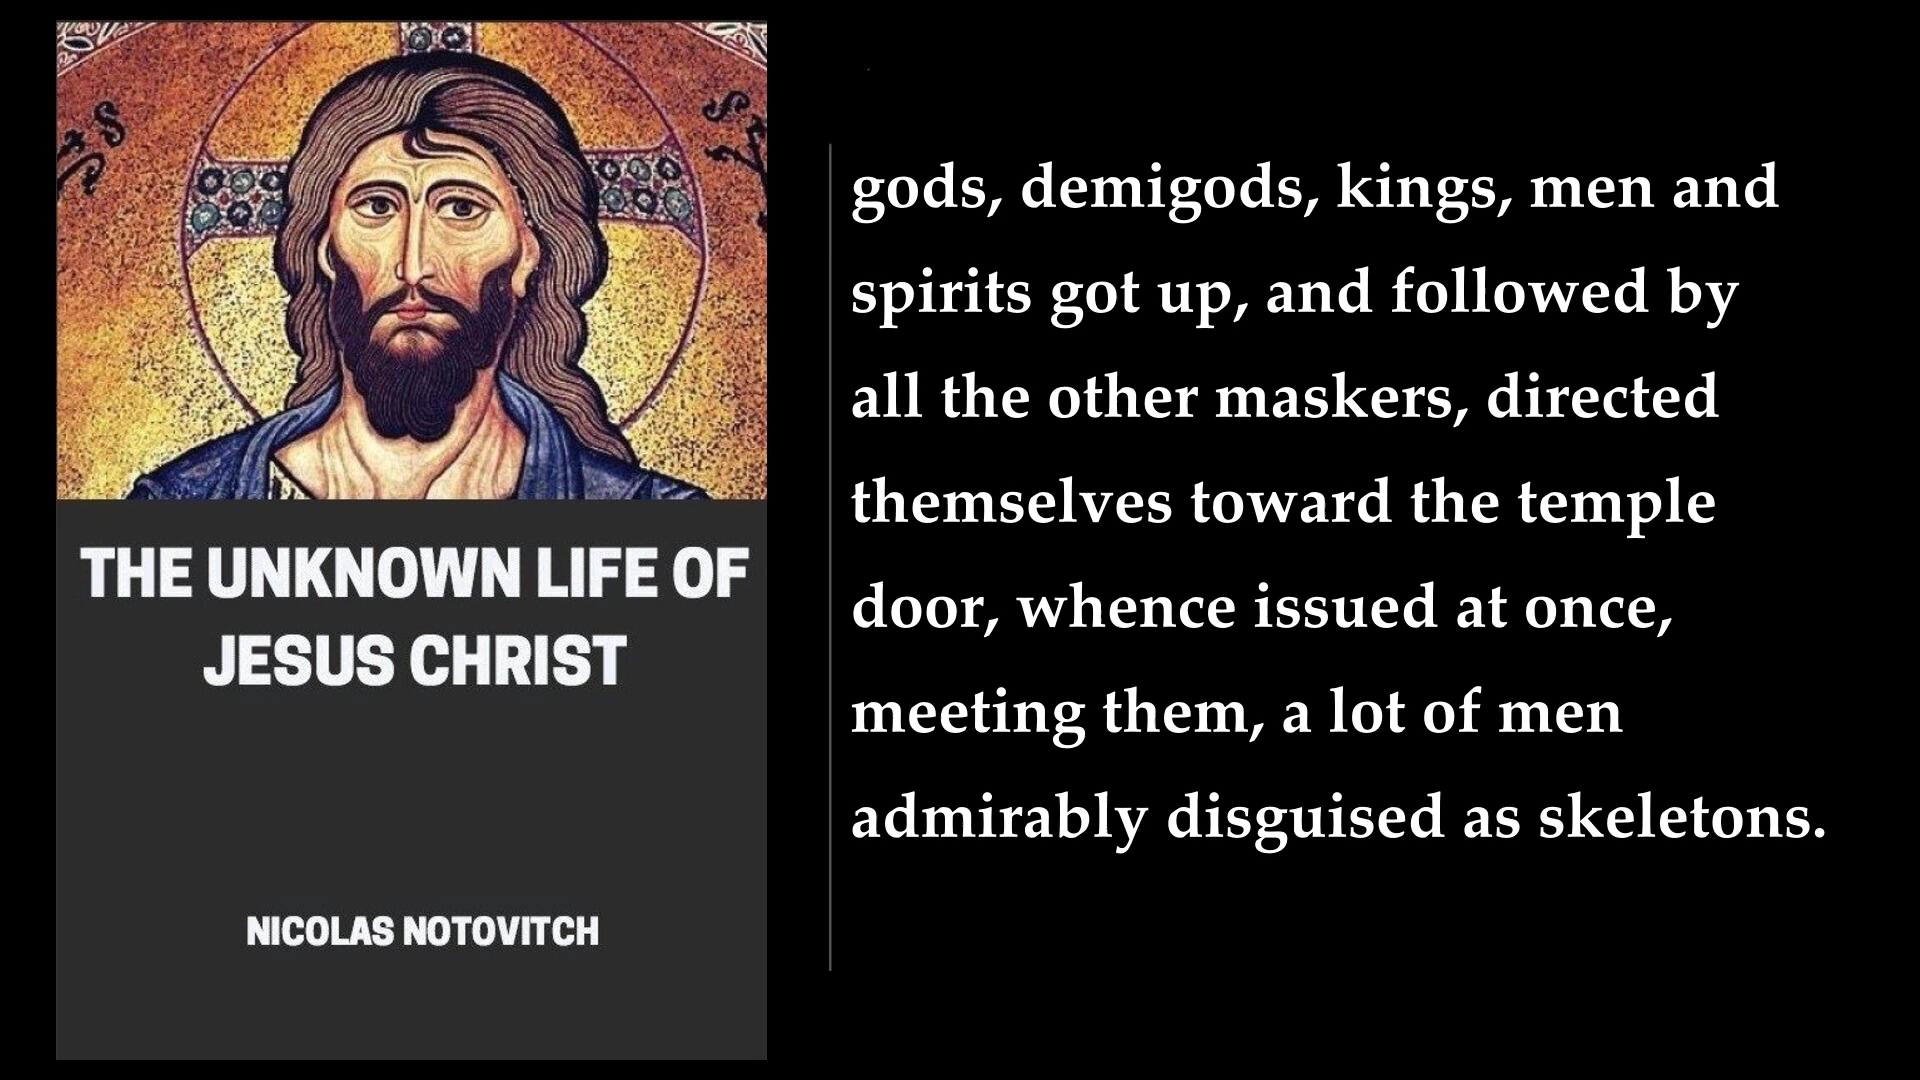 THE UNKNOWN LIFE OF
JESUS CHRIST
NICOLAS NOTOVITCH
gods, demigods, kings, men and
spirits got up, and followed by
all the other maskers, directed
themselves toward the temple
door, whence issued at once,
meeting them, a lot of men
admirably disguised as skeletons.